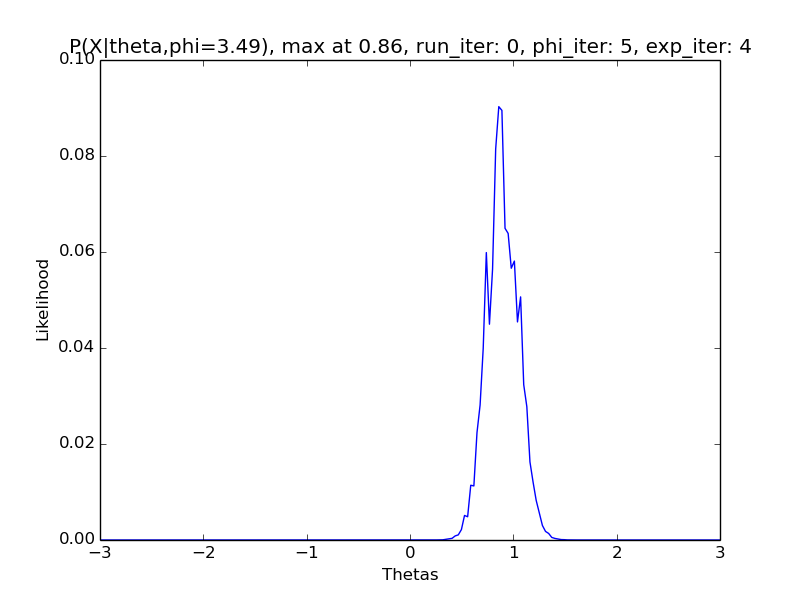 P(X|theta,phi=3.49), max at 0.86, run_iter: 0, phi_iter: 5, exp_iter: 4
0.10
0.08
0.06
0.04
0.02
0.00
Likelihood
−3 −2 −1 0 1 2 3
Thetas